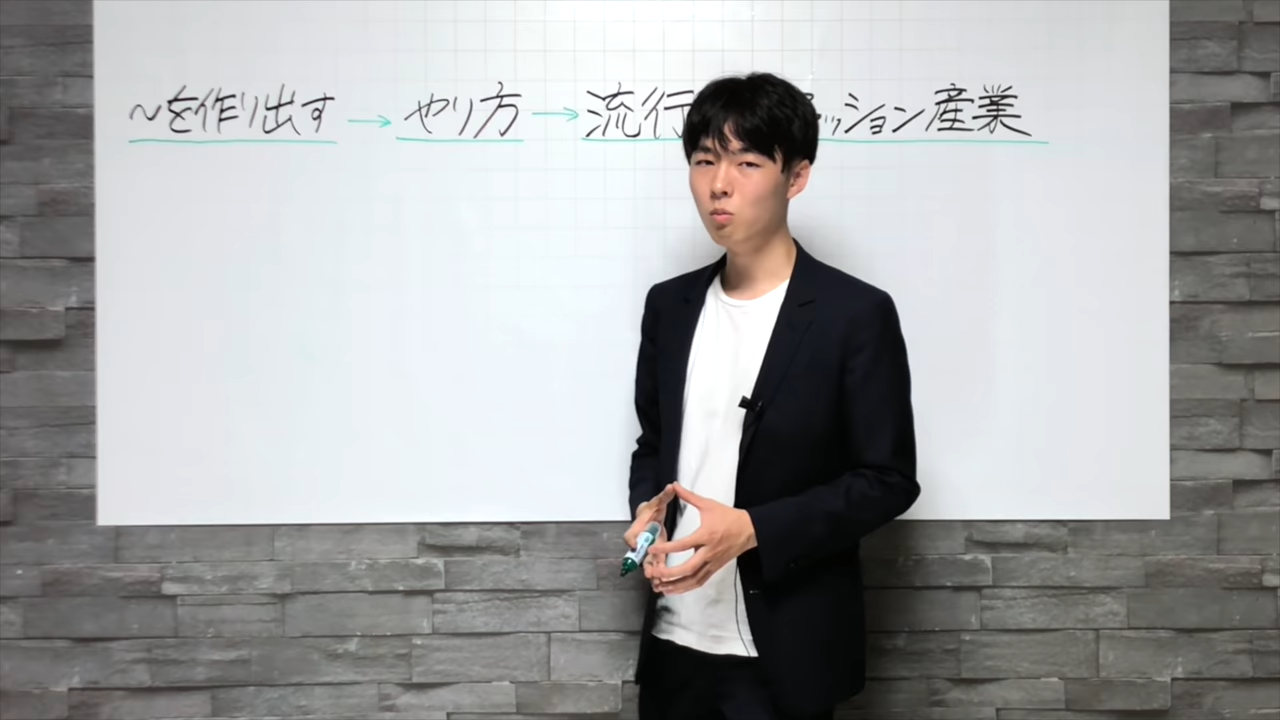 ～を作り出す → やり方 → 流行 ッション産業